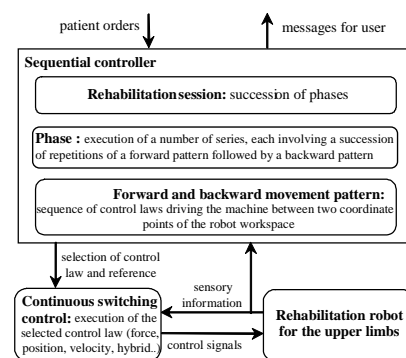 patient orders
messages for user
Sequential controller
Rehabilitation session: succession of phases
Phase : execution of a number of series, each involving a succession
of repetitions of a forward pattern followed by a backward pattern
Forward and backward movement pattern:
sequence of control laws driving the machine between two coordinate
points of the robot workspace
selection of control
law and reference
sensory
information
Continuous switching
control: execution of the
selected control law (force,
position, velocity, hybrid..)
control signals
Rehabilitation robot
for the upper limbs